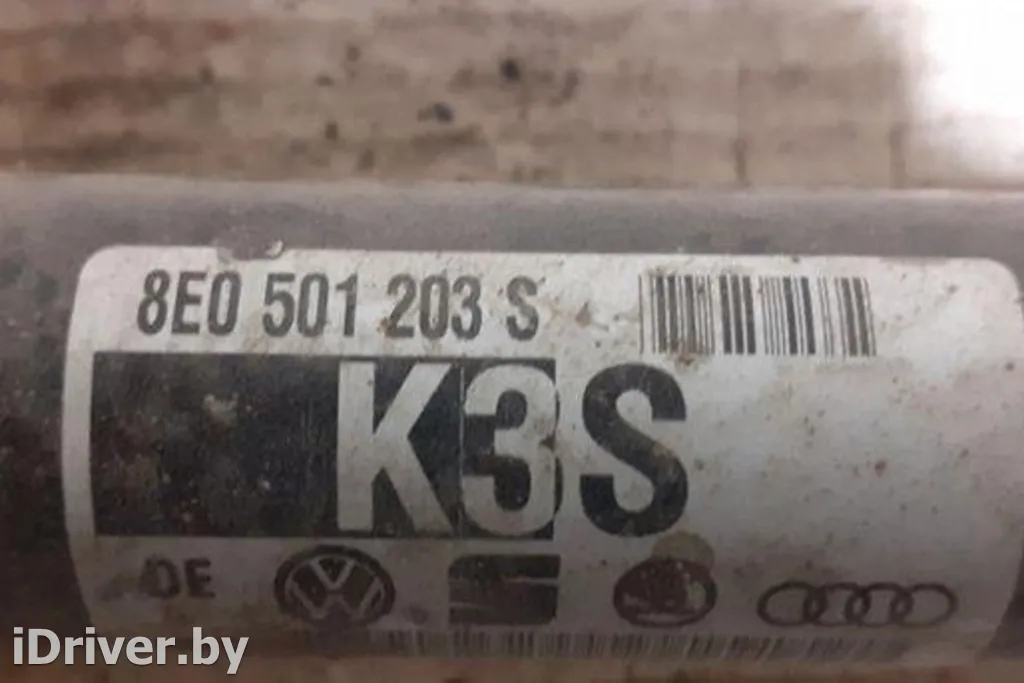 8E0 501 203 S
K3S
DE
iDriver.by